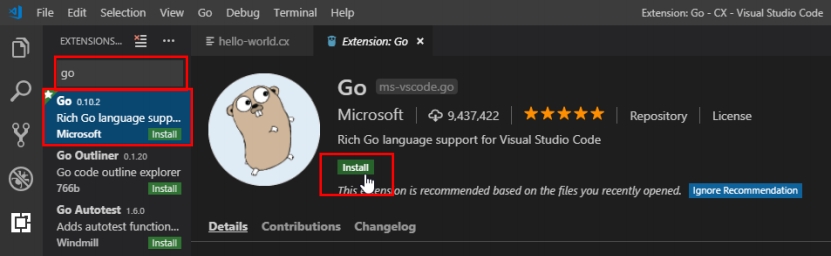 File Edit Selection View Go Debug Terminal Help
Extension: Go - CX - Visual Studio Code
EXTENSIONS...
hello-world.cx
Extension: Go
go
Go 0.10.2
Rich Go language supp...
Microsoft Install
Go Outliner 0.1.20
Go code outline explorer
766b Install
Go Autotest 1.6.0
Adds autotest function...
Windmill Install
Go ms-vscode.go
Microsoft 9,437,422 Repository License
Rich Go language support for Visual Studio Code
Install
This extension is recommended based on the files you recently opened. Ignore Recommendation
Details Contributions Changelog